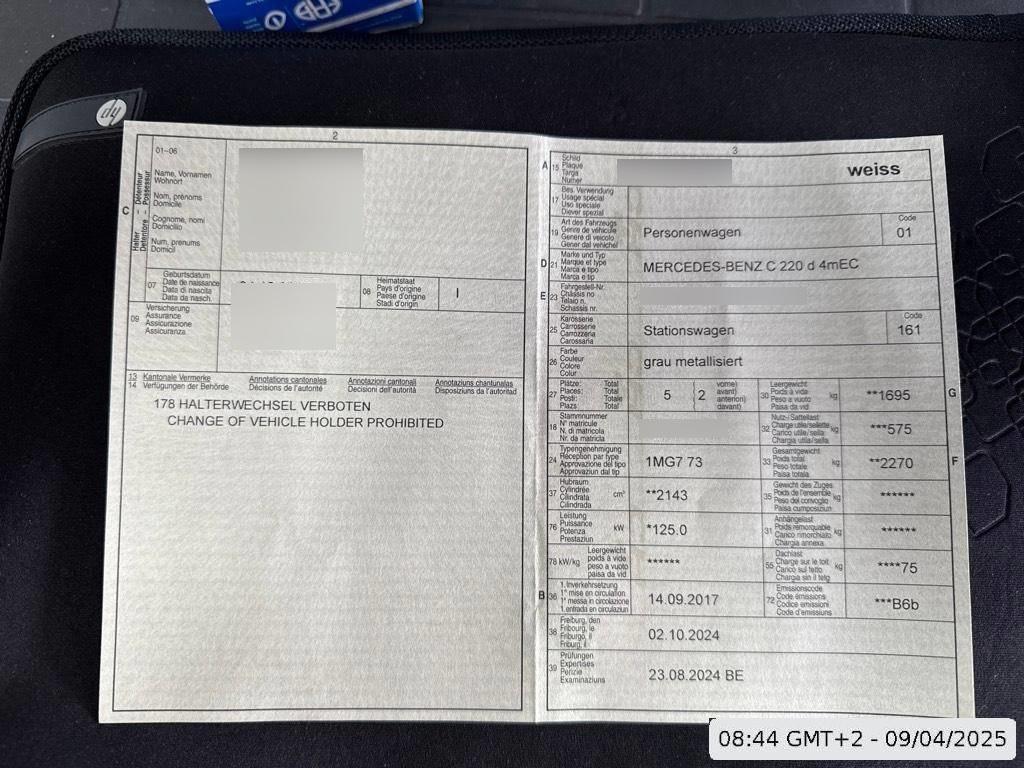 hp
2
01–06
Name, Vornamen
Wohnort
Nom, prénoms
Domicile
Cognome, nomi
Domicilio
Num, prenums
Domicil
C
Halter – Détenteur
Detentore – Possessur
07
Geburtsdatum
Date de naissance
Data di nascita
Data da nasch.
08
Heimatstaat
Pays d'origine
Paese d'origine
Stadi d'origin
I
09
Versicherung
Assurance
Assicurazione
Assicuranza
13 Kantonale Vermerke
14 Verfügungen der Behörde
Annotations cantonales
Décisions de l'autorité
Annotazioni cantonali
Decisioni dell'autorità
Annotaziuns chantunalas
Disposiziuns da l'autoritad
178 HALTERWECHSEL VERBOTEN
CHANGE OF VEHICLE HOLDER PROHIBITED
3
A 15
Schild
Plaque
Targa
Numer
weiss
17
Bes. Verwendung
Usage spécial
Uso speciale
Diever spezial
19
Art des Fahrzeugs
Genre de véhicule
Genere di veicolo
Gener dal vehichel
Personenwagen
Code
01
D 21
Marke und Typ
Marque et type
Marca e tipo
Marca e tip
MERCEDES-BENZ C 220 d 4mEC
E 23
Fahrgestell-Nr.
Châssis no
Telaio n.
Schassis nr.
25
Karosserie
Carrosserie
Carrozzeria
Carossaria
Stationswagen
Code
161
26
Farbe
Couleur
Colore
Colur
grau metallisiert
27
Plätze: Total
Places: Total
Posti: Totale
Plazs: Totale
5 ( 2
vorne)
avant)
anteriori)
davant)
30
Leergewicht
Poids à vide
Peso a vuoto
Paisa da vid
kg
**1695
G
18
Stammnummer
N° matricule
N. di matricola
Nr. da matricla
32
Nutz-/Sattellast
Charge utile/sellette
Carico utile/sella
Chargia utila/sella
kg
***575
24
Typengenehmigung
Réception par type
Approvazione del tipo
Approvaziun dal tip
1MG7 73
33
Gesamtgewicht
Poids total
Peso totale
Paisa totala
kg
**2270
F
37
Hubraum
Cylindrée
Cilindrata
Cilindrada
cm³
**2143
35
Gewicht des Zuges
Poids de l'ensemble
Peso del convoglio
Paisa cumposiziun
kg
******
76
Leistung
Puissance
Potenza
Prestaziun
kW
*125.0
31
Anhängelast
Poids remorquable
Carico rimorchiato
Chargia annexa
kg
******
78 kW/kg
Leergewicht
poids à vide
peso a vuoto
paisa da vid
******
55
Dachlast
Charge sur le toit
Carico sul tetto
Chargia sin il tetg
kg
****75
B 36
1. Inverkehrsetzung
1° mise en circulation
1° messa in circolazione
1. entrada en circulaziun
14.09.2017
72
Emissionscode
Code émissions
Codice emissioni
Code d'emissiuns
***B6b
38
Freiburg, den
Fribourg, le
Friburgo, il
Friburg, il
02.10.2024
39
Prüfungen
Expertises
Perizie
Examinaziuns
23.08.2024 BE
08:44 GMT+2 - 09/04/2025